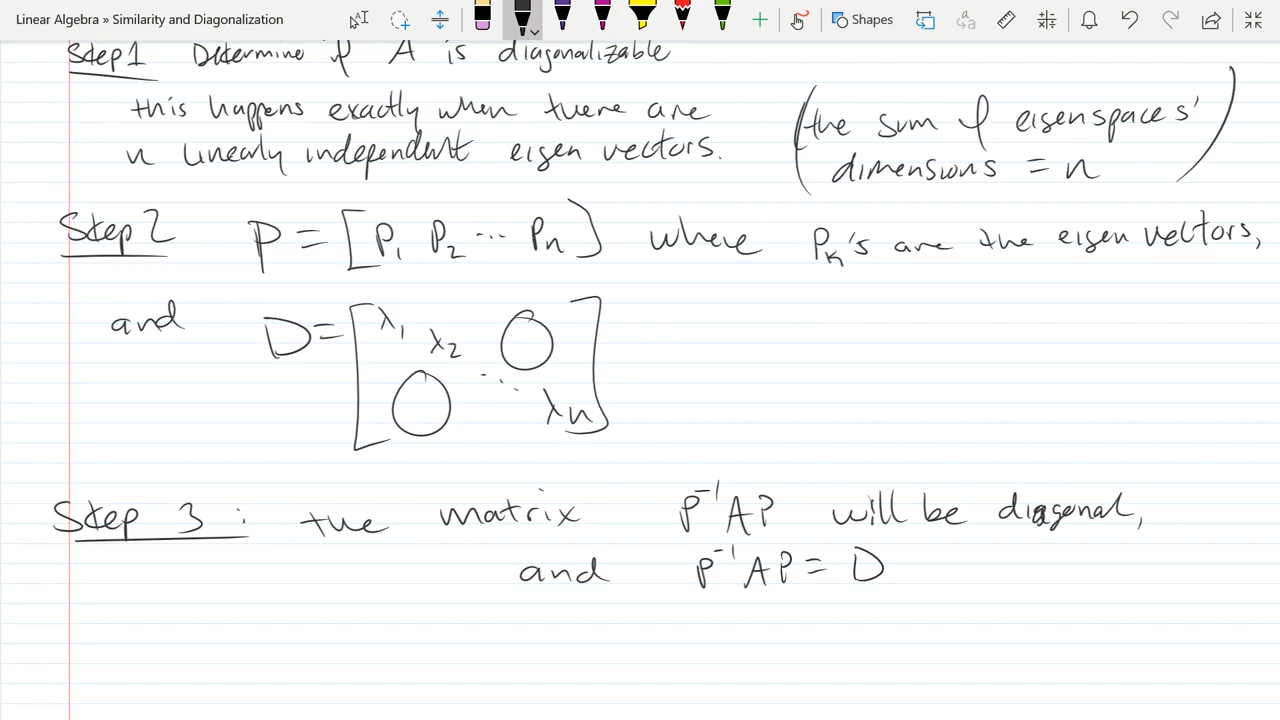 Linear Algebra » Similarity and Diagonalization
Shapes
Step 1 Determine if A is diagonalizable
this happens exactly when there are
n linearly independent eigen vectors.
(the sum of eigenspaces'
dimensions = n)
Step 2 P = [P₁ P₂ ... Pn] where Pₖ's are the eigen vectors,
and D = [λ₁ λ₂ 0 0 ⋱ λn]
Step 3 : the matrix P⁻¹AP will be diagonal,
and P⁻¹AP = D